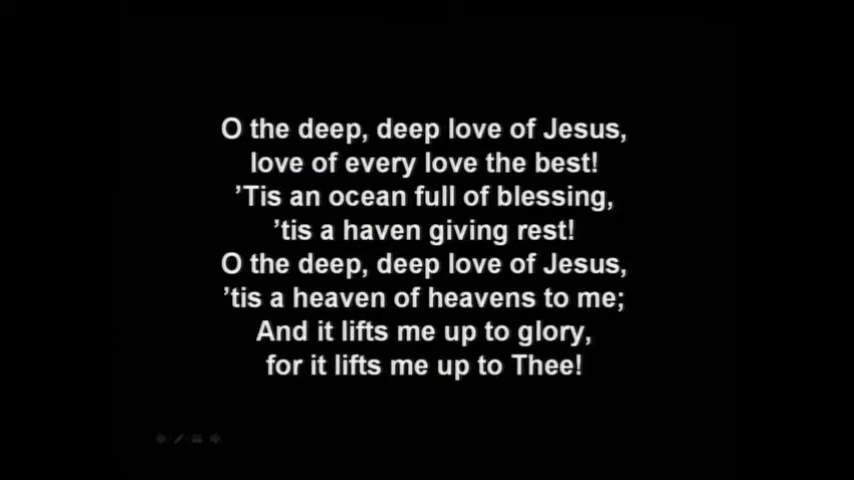 O the deep, deep love of Jesus,
love of every love the best!
’Tis an ocean full of blessing,
’tis a haven giving rest!
O the deep, deep love of Jesus,
’tis a heaven of heavens to me;
And it lifts me up to glory,
for it lifts me up to Thee!